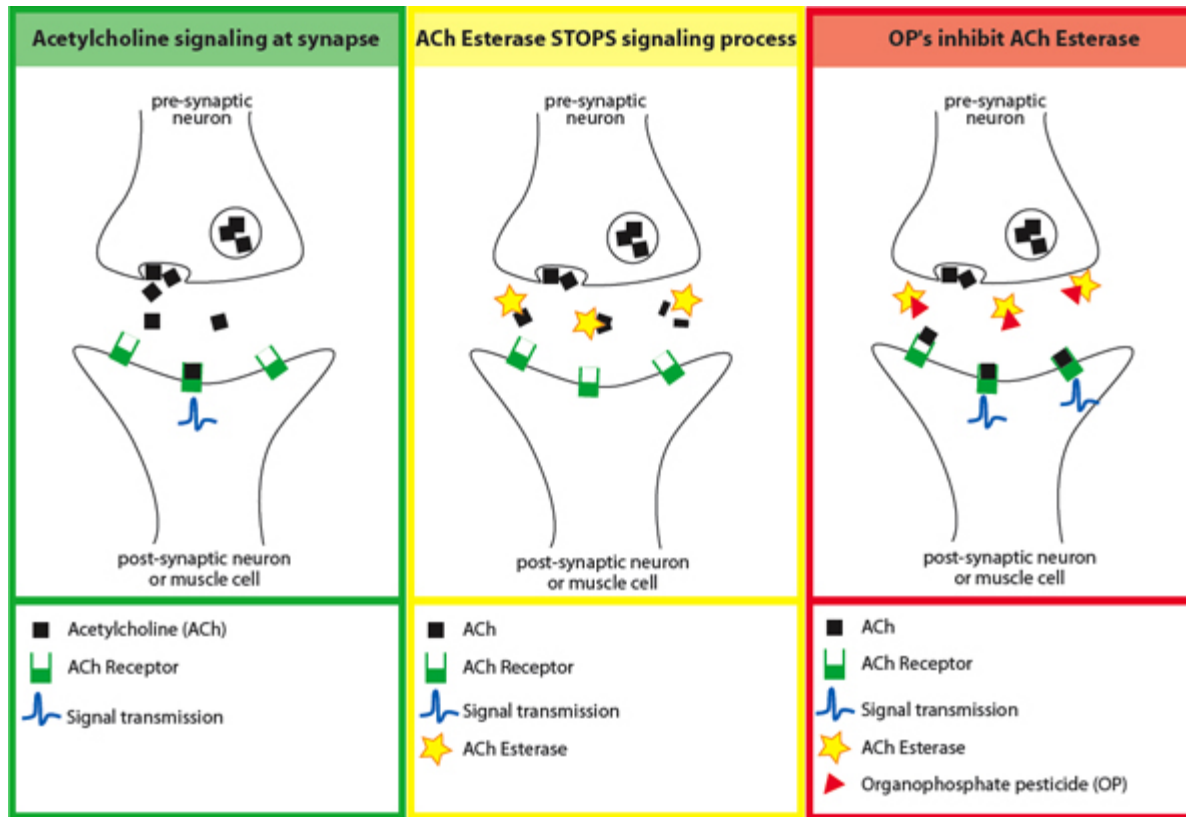 Acetylcholine signaling at synapse
pre-synaptic
neuron
post-synaptic neuron
or muscle cell
Acetylcholine (ACh)
ACh Receptor
Signal transmission
ACh Esterase STOPS signaling process
pre-synaptic
neuron
post-synaptic neuron
or muscle cell
ACh
ACh Receptor
Signal transmission
ACh Esterase
OP's inhibit ACh Esterase
pre-synaptic
neuron
post-synaptic neuron
or muscle cell
ACh
ACh Receptor
Signal transmission
ACh Esterase
Organophosphate pesticide (OP)